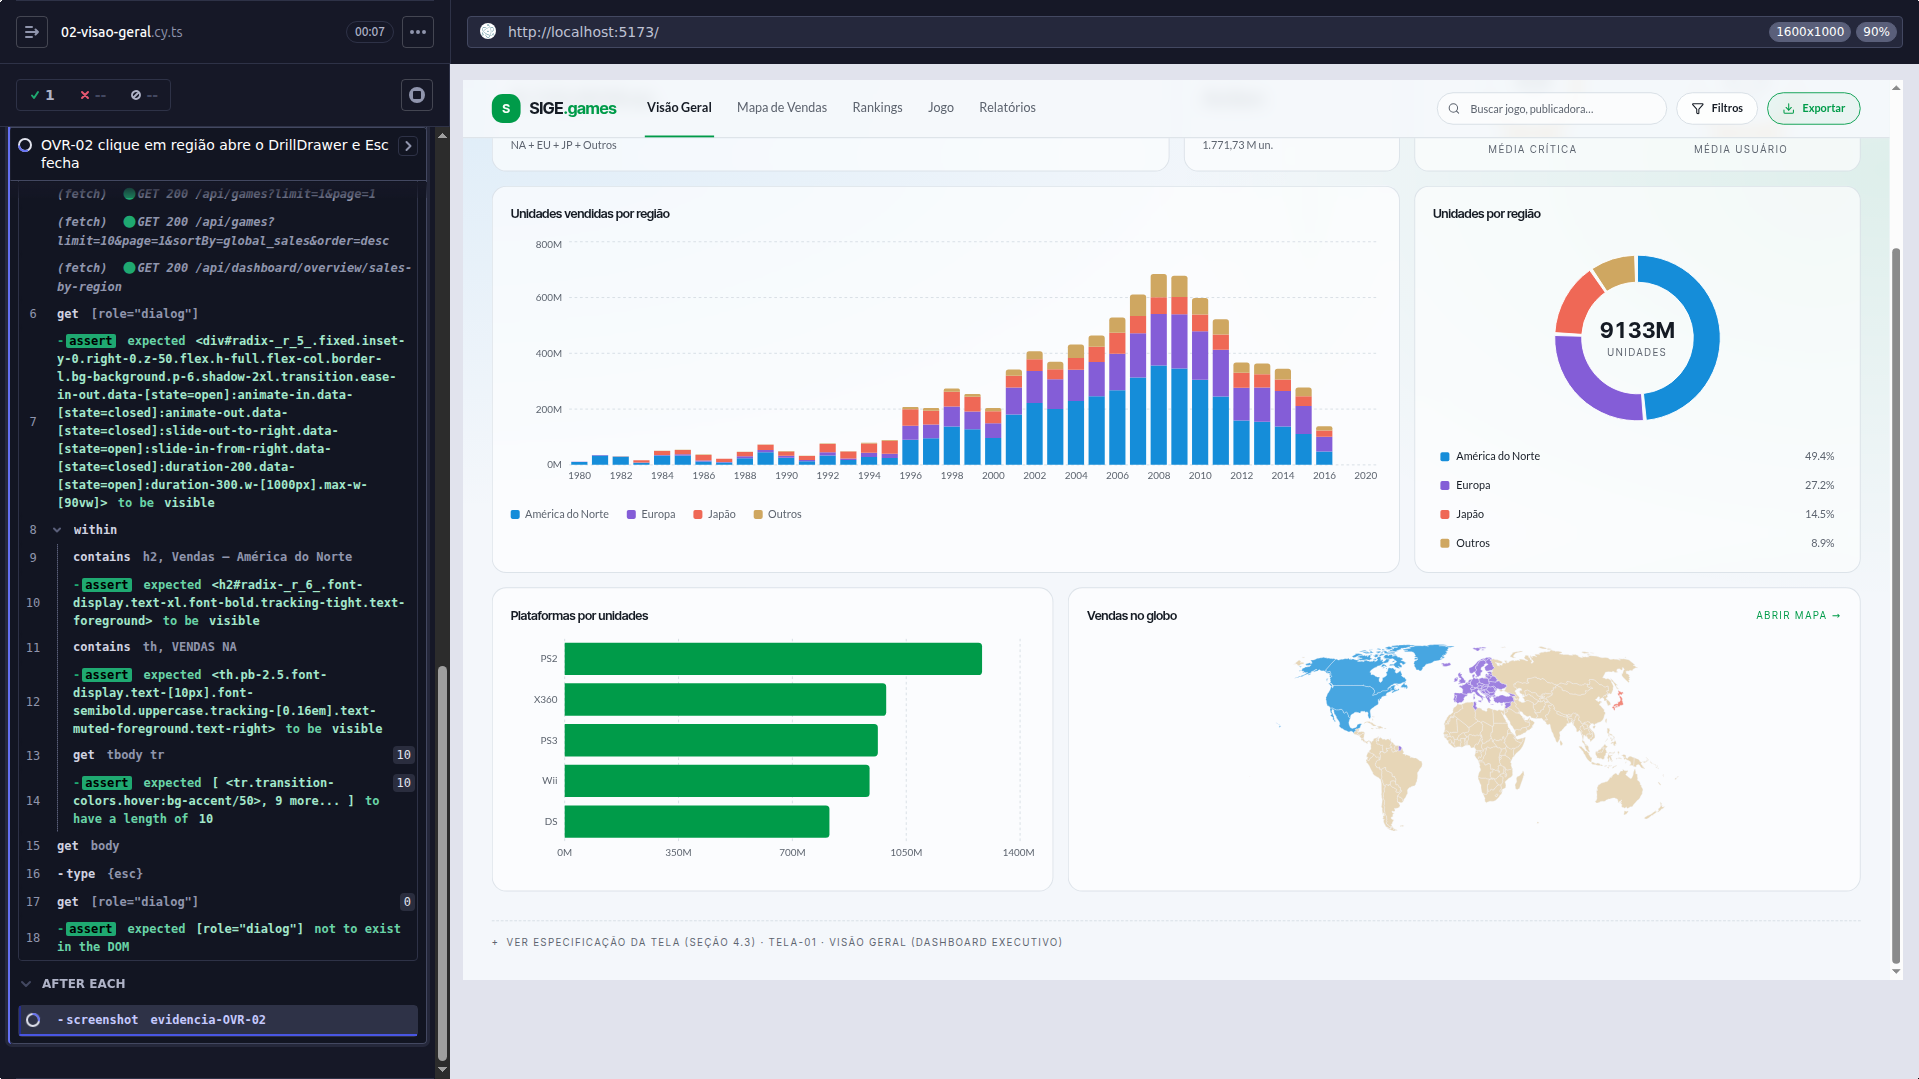 02-visao-geral.cy.ts
00:07
http://localhost:5173/
1600x1000
90%
1
--
--
OVR-02 clique em região abre o DrillDrawer e Esc
fecha
(fetch) GET 200 /api/games?limit=1&page=1
(fetch) GET 200 /api/games?
limit=10&page=1&sortBy=global_sales&order=desc
(fetch) GET 200 /api/dashboard/overview/sales-
by-region
6 get [role="dialog"]
-assert expected <div#radix-_r_5_.fixed.inset-
y-0.right-0.z-50.flex.h-full.flex-col.border-
l.bg-background.p-6.shadow-2xl.transition.ease-
in-out.data-[state=open]:animate-in.data-
[state=closed]:animate-out.data-
7 [state=closed]:slide-out-to-right.data-
[state=open]:slide-in-from-right.data-
[state=closed]:duration-200.data-
[state=open]:duration-300.w-[1000px].max-w-
[90vw]> to be visible
8 within
9 contains h2, Vendas — América do Norte
-assert expected <h2#radix-_r_6_.font-
10 display.text-xl.font-bold.tracking-tight.text-
foreground> to be visible
11 contains th, VENDAS NA
-assert expected <th.pb-2.5.font-
display.text-[10px].font-
12 semibold.uppercase.tracking-[0.16em].text-
muted-foreground.text-right> to be visible
13 get tbody tr 10
-assert expected [ <tr.transition- 10
14 colors.hover:bg-accent/50>, 9 more... ] to
have a length of 10
15 get body
16 -type {esc}
17 get [role="dialog"] 0
-assert expected [role="dialog"] not to exist
18 in the DOM
AFTER EACH
-screenshot evidencia-OVR-02
S SIGE.games
Visão Geral
Mapa de Vendas
Rankings
Jogo
Relatórios
Buscar jogo, publicadora...
Filtros
Exportar
NA + EU + JP + Outros
1.771,73 M un.
MÉDIA CRÍTICA
MÉDIA USUÁRIO
Unidades vendidas por região
800M
600M
400M
200M
0M
1980 1982 1984 1986 1988 1990 1992 1994 1996 1998 2000 2002 2004 2006 2008 2010 2012 2014 2016 2020
América do Norte Europa Japão Outros
Unidades por região
9133M
UNIDADES
América do Norte 49.4%
Europa 27.2%
Japão 14.5%
Outros 8.9%
Plataformas por unidades
PS2
X360
PS3
Wii
DS
0M 350M 700M 1050M 1400M
Vendas no globo
ABRIR MAPA →
+ VER ESPECIFICAÇÃO DA TELA (SEÇÃO 4.3) · TELA-01 · VISÃO GERAL (DASHBOARD EXECUTIVO)